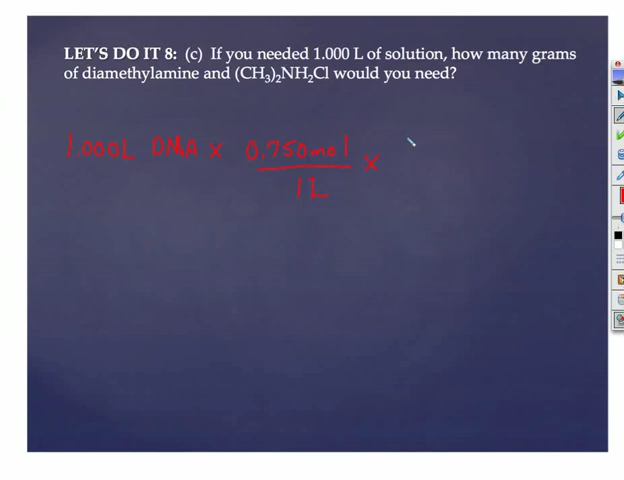 LET'S DO IT 8: (c) If you needed 1.000 L of solution, how many grams
of diamethylamine and (CH₃)₂NH₂Cl would you need?
1.000L DMA x 0.750mol x
1L